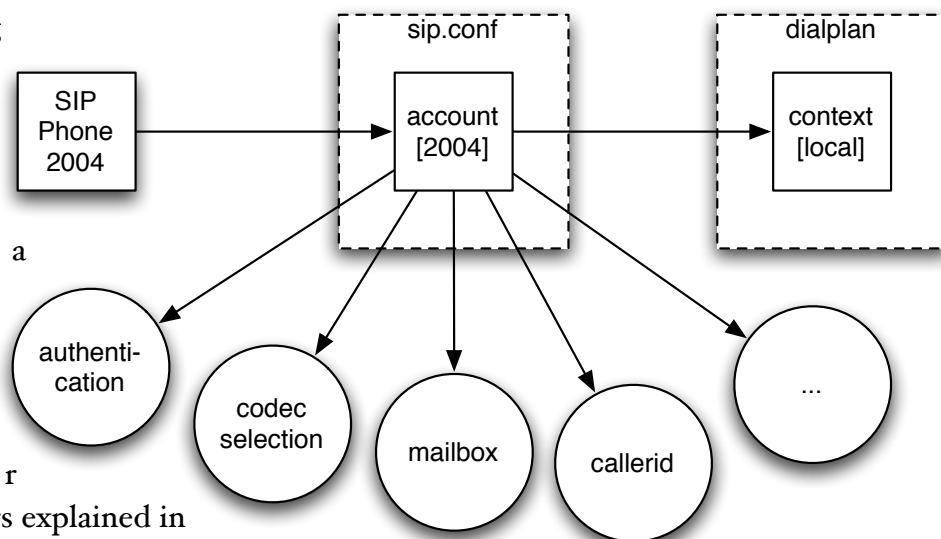 sip.conf
dialplan
SIP
Phone
2004
account
[2004]
context
[local]
a
authenti-
cation
codec
selection
mailbox
callerid
...
r
explained in